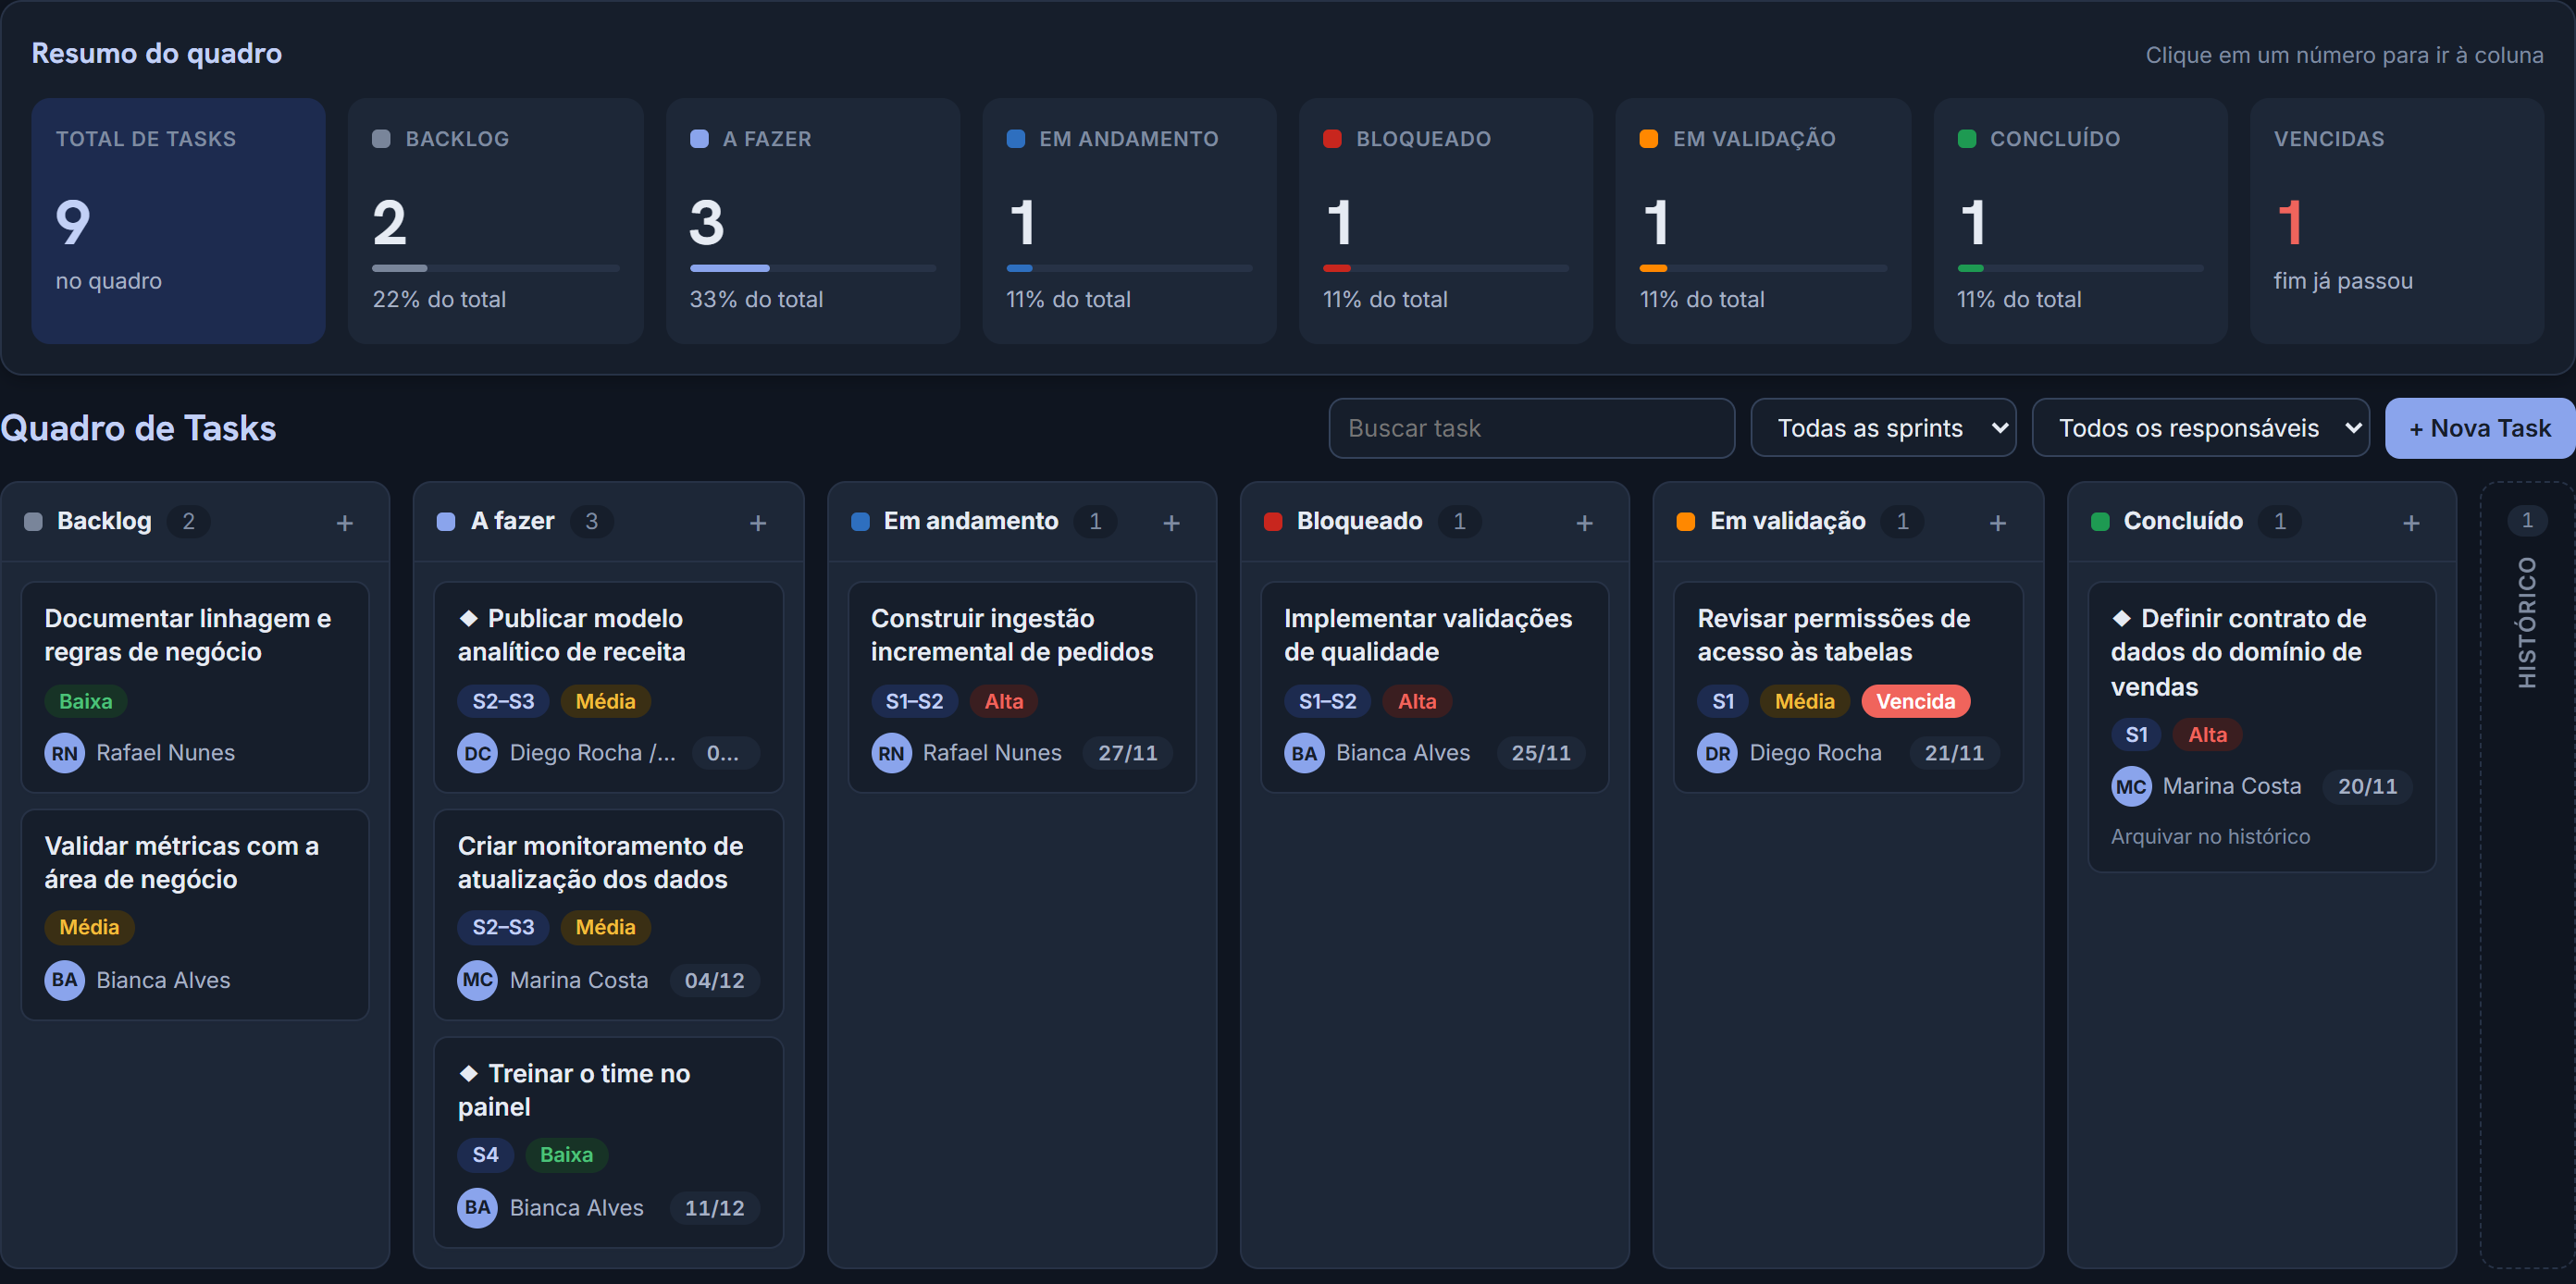 Resumo do quadro
Clique em um número para ir à coluna
TOTAL DE TASKS
9
no quadro
BACKLOG
2
22% do total
A FAZER
3
33% do total
EM ANDAMENTO
1
11% do total
BLOQUEADO
1
11% do total
EM VALIDAÇÃO
1
11% do total
CONCLUÍDO
1
11% do total
VENCIDAS
1
fim já passou
Quadro de Tasks
Buscar task
Todas as sprints
Todos os responsáveis
+ Nova Task
Backlog 2 +
Documentar linhagem e
regras de negócio
Baixa
RN Rafael Nunes
Validar métricas com a
área de negócio
Média
BA Bianca Alves
A fazer 3 +
◆ Publicar modelo
analítico de receita
S2–S3 Média
DC Diego Rocha /... 0...
Criar monitoramento de
atualização dos dados
S2–S3 Média
MC Marina Costa 04/12
◆ Treinar o time no
painel
S4 Baixa
BA Bianca Alves 11/12
Em andamento 1 +
Construir ingestão
incremental de pedidos
S1–S2 Alta
RN Rafael Nunes 27/11
Bloqueado 1 +
Implementar validações
de qualidade
S1–S2 Alta
BA Bianca Alves 25/11
Em validação 1 +
Revisar permissões de
acesso às tabelas
S1 Média Vencida
DR Diego Rocha 21/11
Concluído 1 +
◆ Definir contrato de
dados do domínio de
vendas
S1 Alta
MC Marina Costa 20/11
Arquivar no histórico
1
HISTÓRICO